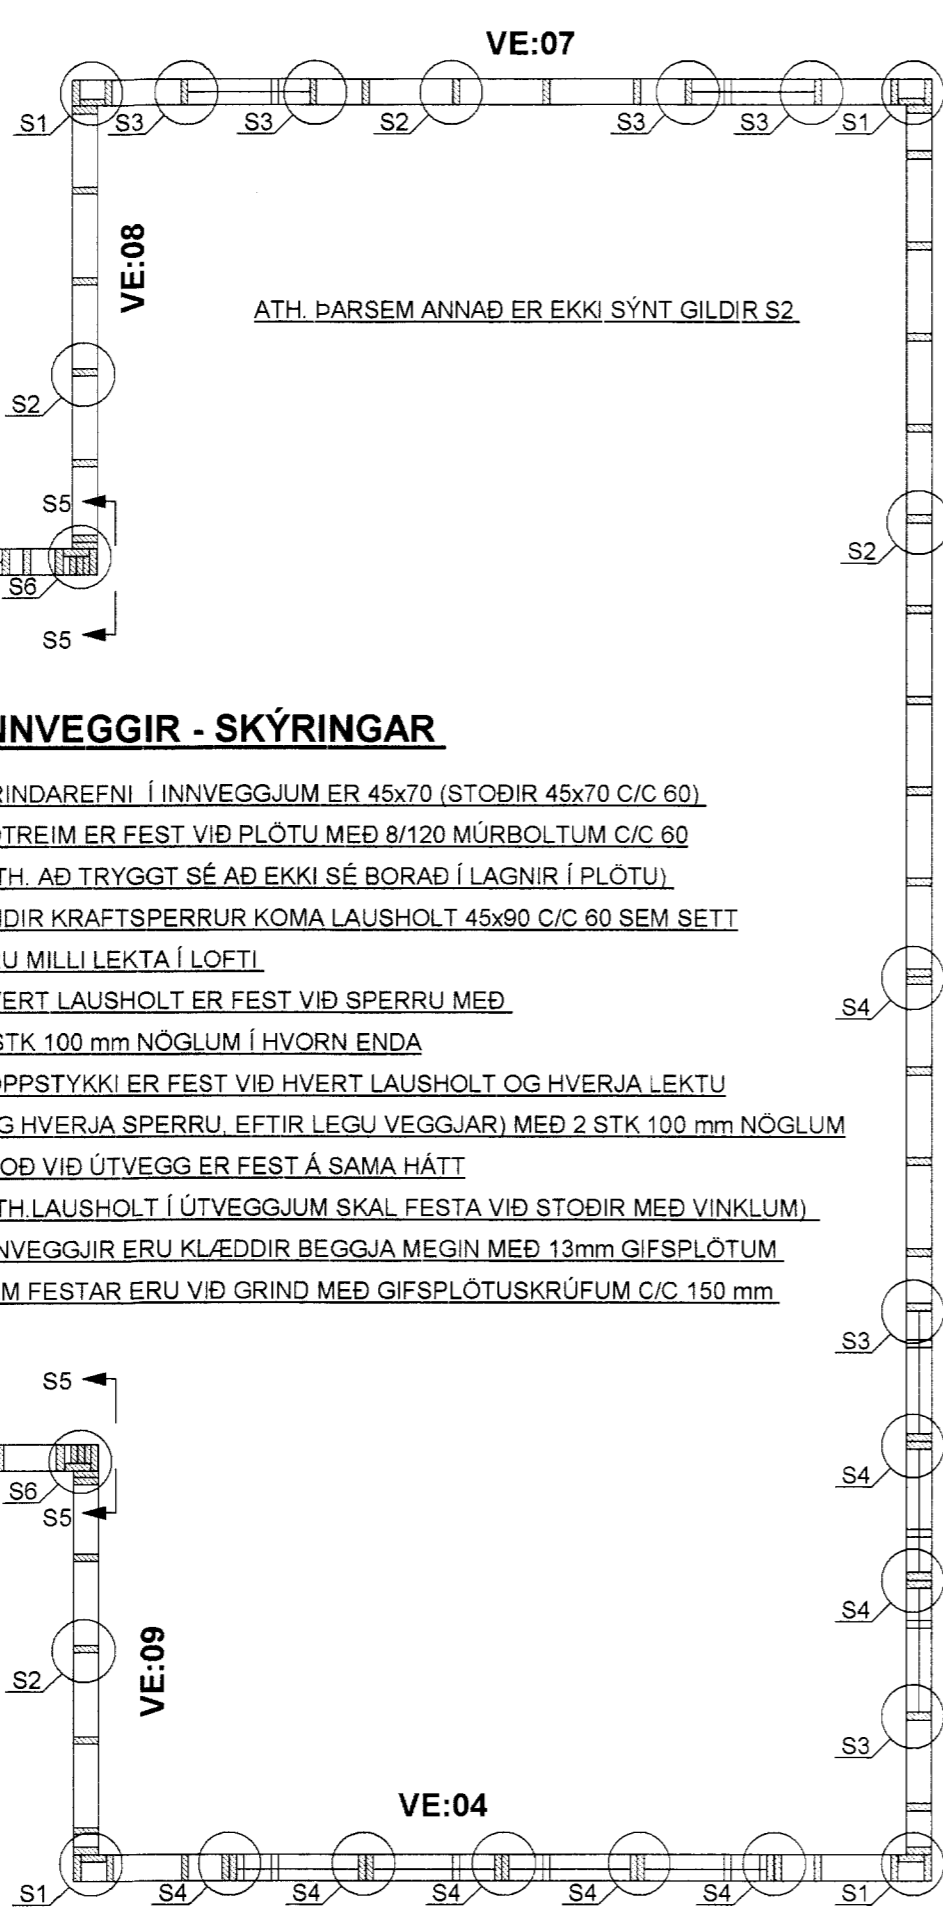 VE:07
S1
S3
S3
S2
S3
S3
S1
VE:08
ATH. ÞARSEM ANNAÐ ER EKKI SÝNT GILDIR S2
S2
S5
S2
S6
S5
NNVEGGIR - SKÝRINGAR
RINDAREFNI Í INNVEGGJUM ER 45x70 (STOÐIR 45x70 C/C 60)
ÓTREIM ER FEST VIÐ PLÖTU MEÐ 8/120 MÚRBOLTUM C/C 60
TH. AÐ TRYGGT SÉ AÐ EKKI SÉ BORAÐ Í LAGNIR Í PLÖTU)
NDIR KRAFTSPERRUR KOMA LAUSHOLT 45x90 C/C 60 SEM SETT
RU MILLI LEKTA Í LOFTI
VERT LAUSHOLT ER FEST VIÐ SPERRU MEÐ
STK 100 mm NÖGLUM Í HVORN ENDA
S4
OPPSTYKKI ER FEST VIÐ HVERT LAUSHOLT OG HVERJA LEKTU
G HVERJA SPERRU, EFTIR LEGU VEGGJAR) MEÐ 2 STK 100 mm NÖGLUM
OÐ VIÐ ÚTVEGG ER FEST Á SAMA HÁTT
TH.LAUSHOLT Í ÚTVEGGJUM SKAL FESTA VIÐ STOÐIR MEÐ VINKLUM)
NVEGGJIR ERU KLÆDDIR BEGGJA MEGIN MEÐ 13mm GIFSPLÖTUM
M FESTAR ERU VIÐ GRIND MEÐ GIFSPLÖTUSKRÚFUM C/C 150 mm
S3
S5
S4
S6
S5
S4
VE:09
S2
S3
VE:04
S1
S4
S4
S4
S4
S4
S1